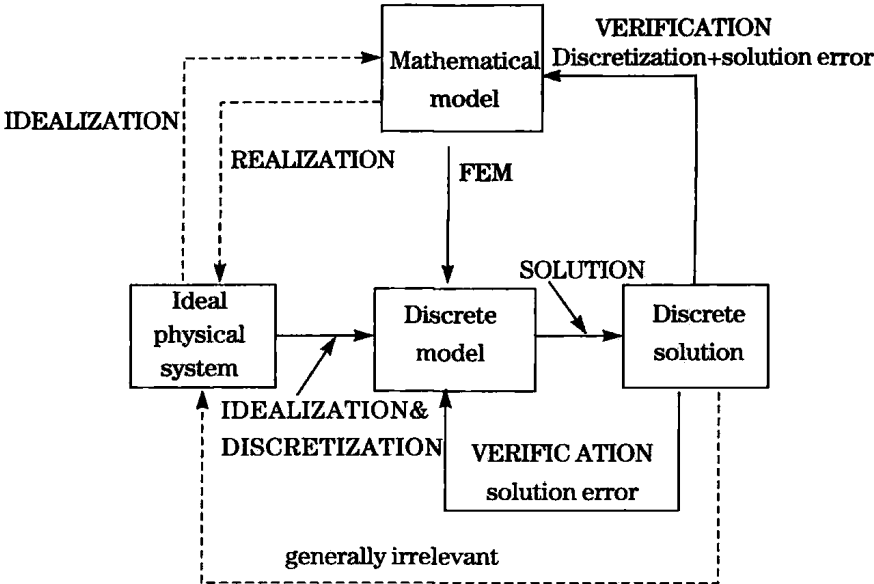 VERIFICATION
Discretization+solution error
Mathematical
model
IDEALIZATION
REALIZATION
FEM
SOLUTION
Ideal
physical
system
Discrete
model
Discrete
solution
IDEALIZATION&
DISCRETIZATION
VERIFIC ATION
solution error
generally irrelevant